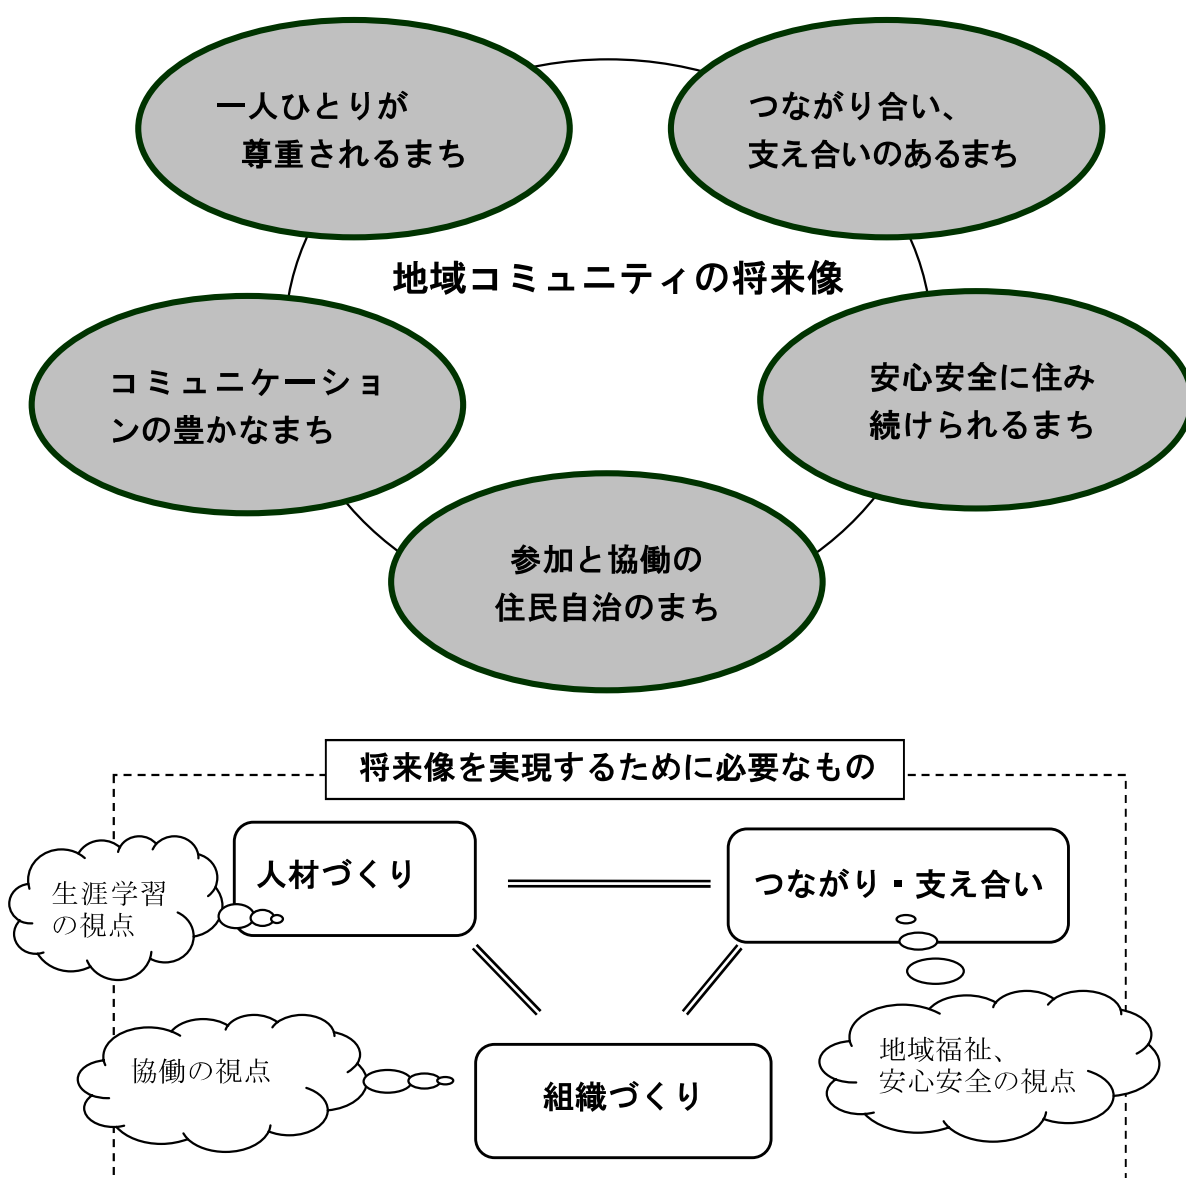 一人ひとりが
尊重されるまち
つながり合い、
支え合いのあるまち
地域コミュニティの将来像
コミュニケーショ
ンの豊かなまち
安心安全に住み
続けられるまち
参加と協働の
住民自治のまち
将来像を実現するために必要なもの
人材づくり
つながり・支え合い
生涯学習
の視点
協働の視点
組織づくり
地域福祉、
安心安全の視点